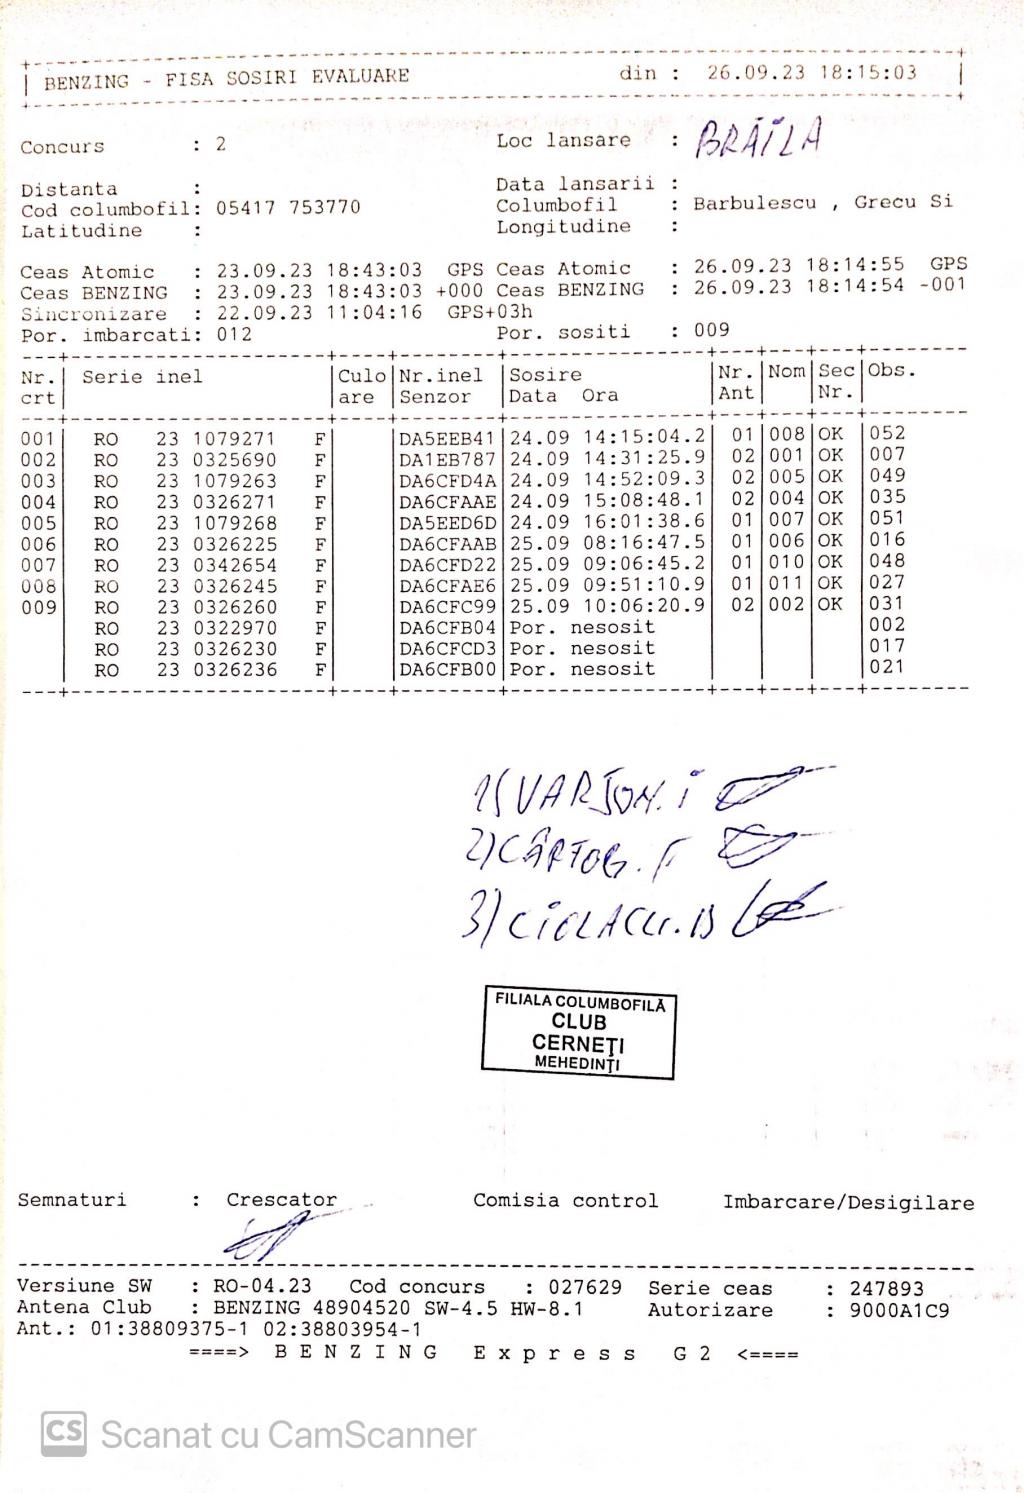 BENZING - FISA SOSIRI EVALUARE din : 26.09.23 18:15:03
Concurs : 2 Loc lansare : BRĂILA
Distanta : Data lansarii :
Cod columbofil: 05417 753770 Columbofil : Barbulescu , Grecu Si
Latitudine : Longitudine :
Ceas Atomic : 23.09.23 18:43:03 GPS Ceas Atomic : 26.09.23 18:14:55 GPS
Ceas BENZING : 23.09.23 18:43:03 +000 Ceas BENZING : 26.09.23 18:14:54 -001
Sincronizare : 22.09.23 11:04:16 GPS+03h
Por. imbarcati: 012 Por. sositi : 009
Nr. Serie inel Culo Nr.inel Sosire Nr. Nom Sec Obs.
crt are Senzor Data Ora Ant Nr.
001 RO 23 1079271 F DA5EEB41 24.09 14:15:04.2 01 008 OK 052
002 RO 23 0325690 F DA1EB787 24.09 14:31:25.9 02 001 OK 007
003 RO 23 1079263 F DA6CFD4A 24.09 14:52:09.3 02 005 OK 049
004 RO 23 0326271 F DA6CFAAE 24.09 15:08:48.1 02 004 OK 035
005 RO 23 1079268 F DA5EED6D 24.09 16:01:38.6 01 007 OK 051
006 RO 23 0326225 F DA6CFAAB 25.09 08:16:47.5 01 006 OK 016
007 RO 23 0342654 F DA6CFD22 25.09 09:06:45.2 01 010 OK 048
008 RO 23 0326245 F DA6CFAE6 25.09 09:51:10.9 01 011 OK 027
009 RO 23 0326260 F DA6CFC99 25.09 10:06:20.9 02 002 OK 031
RO 23 0322970 F DA6CFB04 Por. nesosit 002
RO 23 0326230 F DA6CFCD3 Por. nesosit 017
RO 23 0326236 F DA6CFB00 Por. nesosit 021
1)
2) CÂRTOG. F
3) CIOLACU. B
FILIALA COLUMBOFILĂ
CLUB
CERNEȚI
MEHEDINȚI
Semnaturi : Crescator Comisia control Imbarcare/Desigilare
Versiune SW : RO-04.23 Cod concurs : 027629 Serie ceas : 247893
Antena Club : BENZING 48904520 SW-4.5 HW-8.1 Autorizare : 9000A1C9
Ant.: 01:38809375-1 02:38803954-1
====> B E N Z I N G E x p r e s s G 2 <====
CS Scanat cu CamScanner